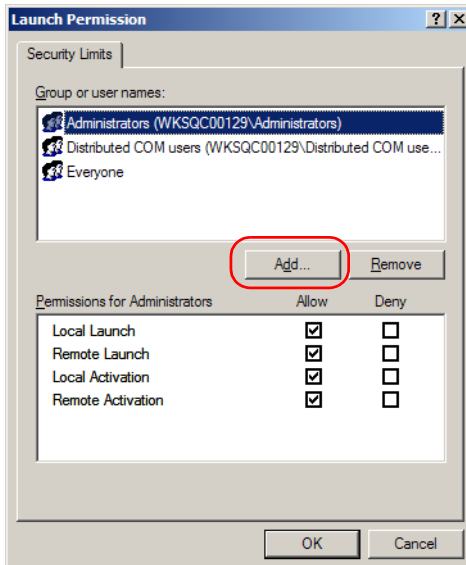 Launch Permission
Security Limits
Group or user names:
Administrators (WKSQC00129\Administrators)
Distributed COM users (WKSQC00129\Distributed COM use...
Everyone
Add... Remove
Permissions for Administrators Allow Deny
Local Launch
Remote Launch
Local Activation
Remote Activation
OK Cancel